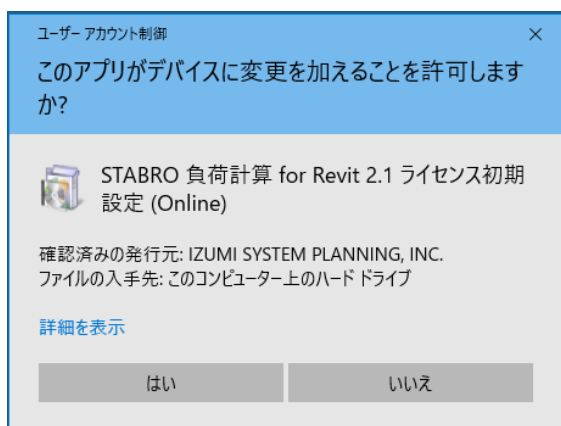 ユーザー アカウント制御
このアプリがデバイスに変更を加えることを許可します
か?
STABRO 負荷計算 for Revit 2.1 ライセンス初期
設定 (Online)
確認済みの発行元: IZUMI SYSTEM PLANNING, INC.
ファイルの入手先: このコンピューター上のハード ドライブ
詳細を表示
はい
いいえ